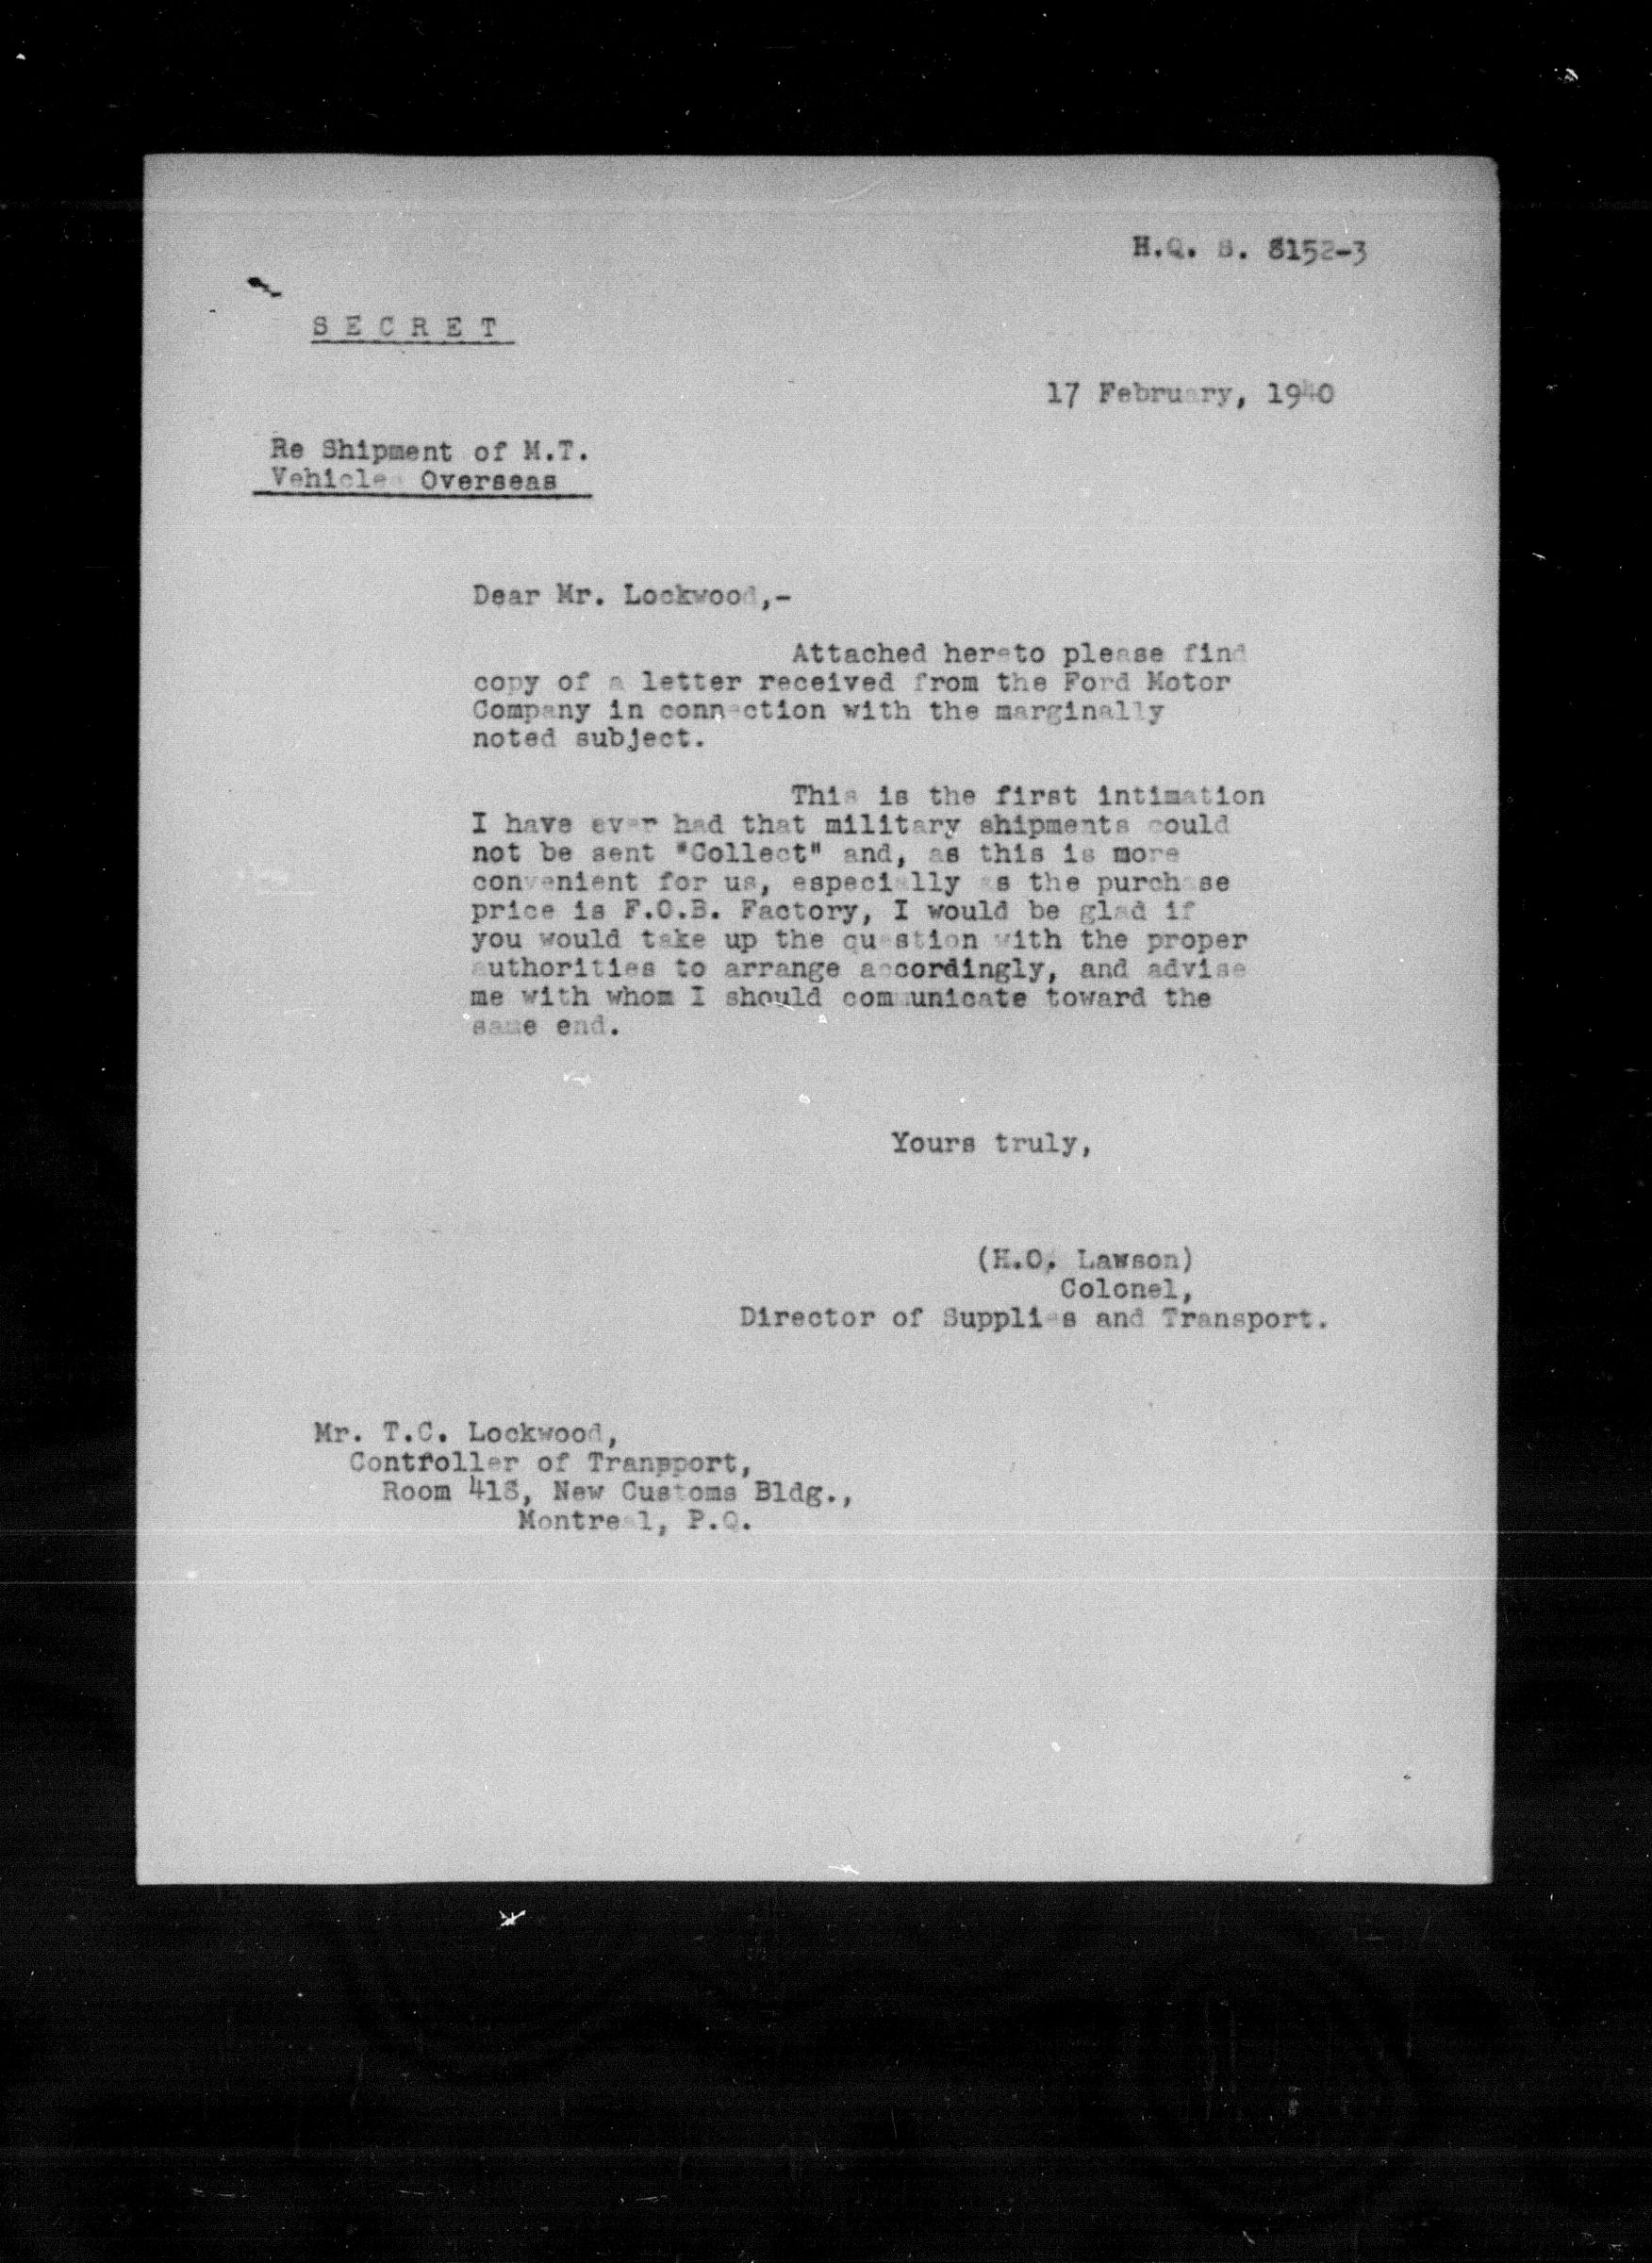 H.Q. S. 8152-3
SECRET
17 February, 1940
Re Shipment of M.T.
Vehicles Overseas
Dear Mr. Lockwood,-
Attached hereto please find
copy of a letter received from the Ford Motor
Company in connection with the marginally
noted subject.
This is the first intimation
I have ever had that military shipments could
not be sent "Collect" and, as this is more
convenient for us, especially as the purchase
price is F.O.B. Factory, I would be glad if
you would take up the question with the proper
authorities to arrange accordingly, and advise
me with whom I should communicate toward the
same end.
Yours truly,
(H.O. Lawson)
Colonel,
Director of Supplies and Transport.
Mr. T.C. Lockwood,
Controller of Tranpport,
Room 418, New Customs Bldg.,
Montreal, P.Q.